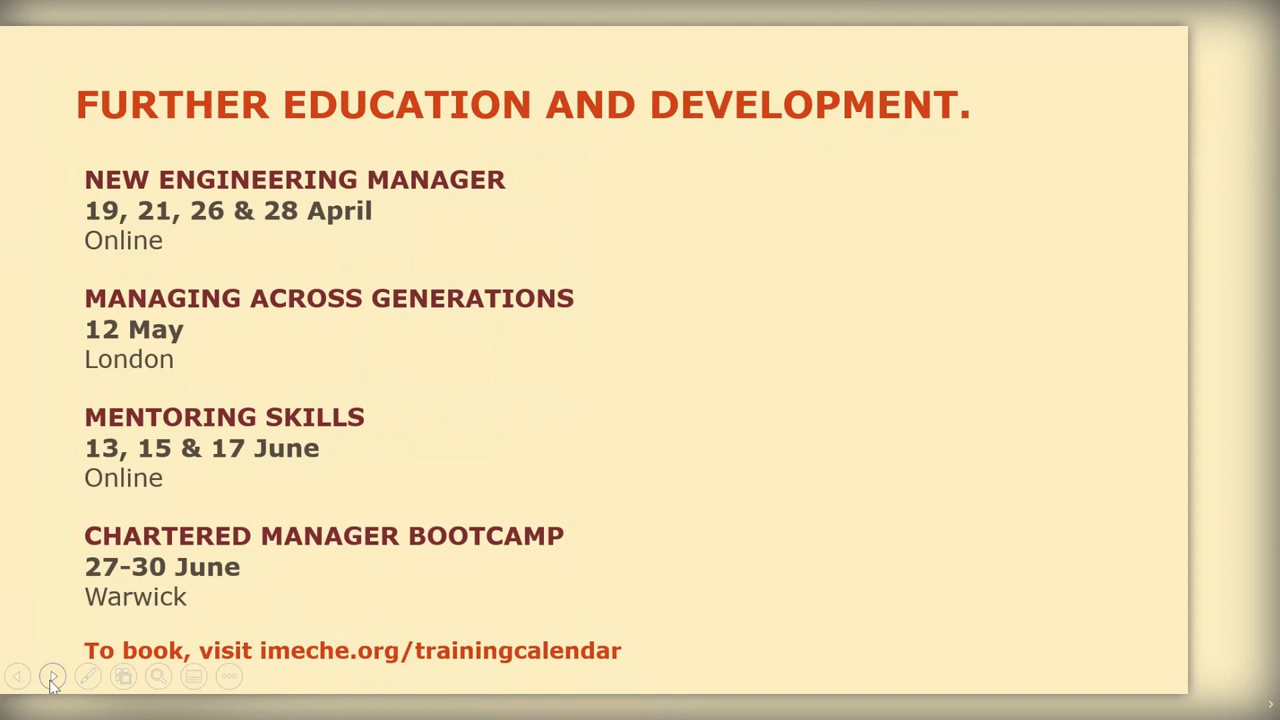 FURTHER EDUCATION AND DEVELOPMENT.
NEW ENGINEERING MANAGER
19, 21, 26 & 28 April
Online
MANAGING ACROSS GENERATIONS
12 May
London
MENTORING SKILLS
13, 15 & 17 June
Online
CHARTERED MANAGER BOOTCAMP
27-30 June
Warwick
To book, visit imeche.org/trainingcalendar